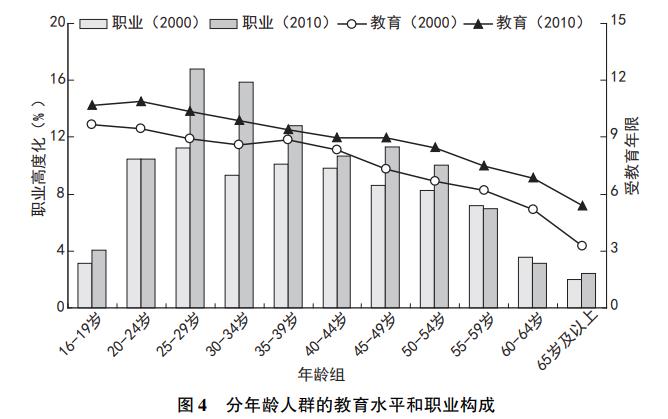 职业（2000） 职业（2010） 教育（2000） 教育（2010）
职业高度化（%）
20
16
12
8
4
0
受教育年限
15
12
9
6
3
0
16-19岁 20-24岁 25-29岁 30-34岁 35-39岁 40-44岁 45-49岁 50-54岁 55-59岁 60-64岁 65岁及以上
年龄组
图4 分年龄人群的教育水平和职业构成